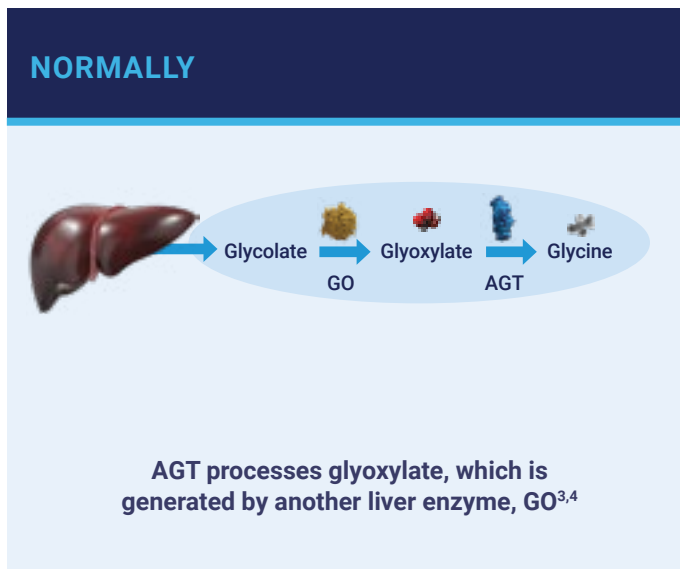 NORMALLY
Glycolate Glyoxylate Glycine
GO AGT
AGT processes glyoxylate, which is
generated by another liver enzyme, GO3,4